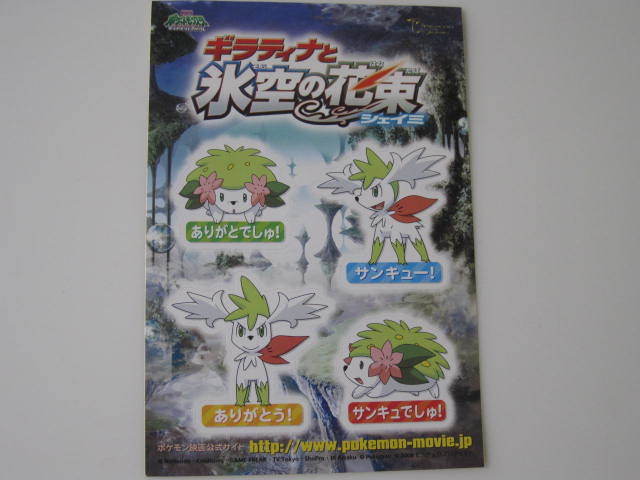 ギラティナと
氷空の花束
シェイミ
ありがとでしゅ!
サンキュー!
ありがとう!
サンキュでしゅ!
ポケモン映画公式サイト http://www.pokemon-movie.jp